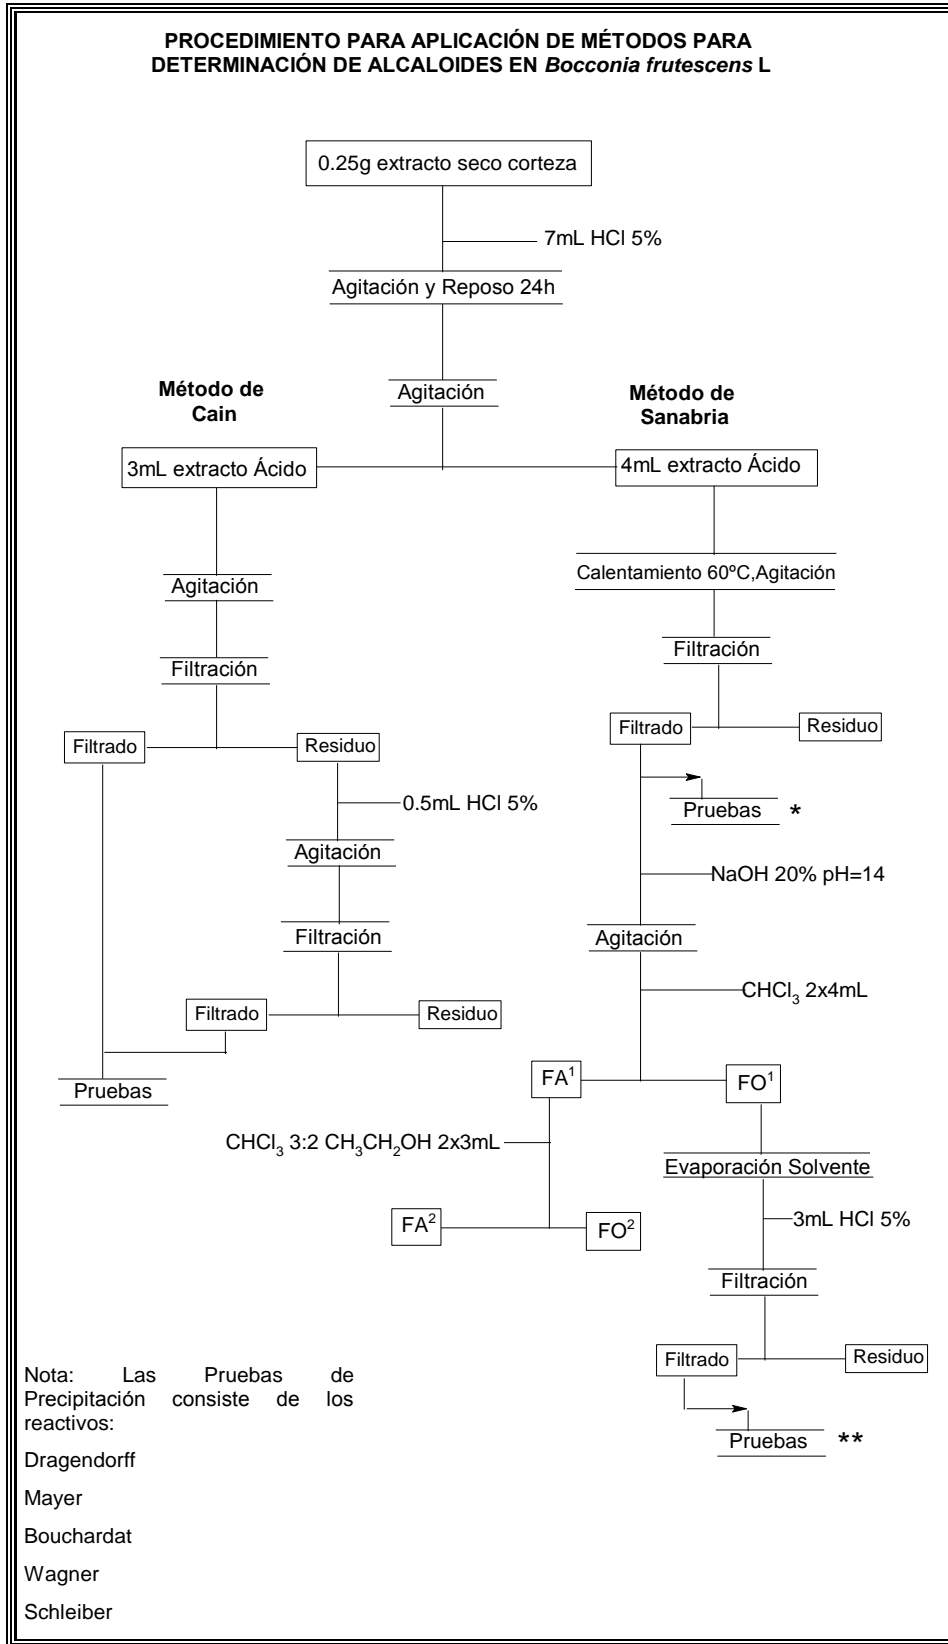 PROCEDIMIENTO PARA APLICACIÓN DE MÉTODOS PARA
DETERMINACIÓN DE ALCALOIDES EN Bocconia frutescens L
0.25g extracto seco corteza
7mL HCl 5%
Agitación y Reposo 24h
Agitación
Método de
Cain
3mL extracto Ácido
Agitación
Filtración
Filtrado
Residuo
0.5mL HCl 5%
Agitación
Filtración
Filtrado
Residuo
Pruebas
Método de
Sanabria
4mL extracto Ácido
Calentamiento 60ºC,Agitación
Filtración
Filtrado
Residuo
Pruebas *
NaOH 20% pH=14
Agitación
CHCl₃ 2x4mL
FA¹
FO¹
CHCl₃ 3:2 CH₃CH₂OH 2x3mL
FA²
FO²
Evaporación Solvente
3mL HCl 5%
Filtración
Filtrado
Residuo
Pruebas **
Nota: Las Pruebas de
Precipitación consiste de los
reactivos:
Dragendorff
Mayer
Bouchardat
Wagner
Schleiber